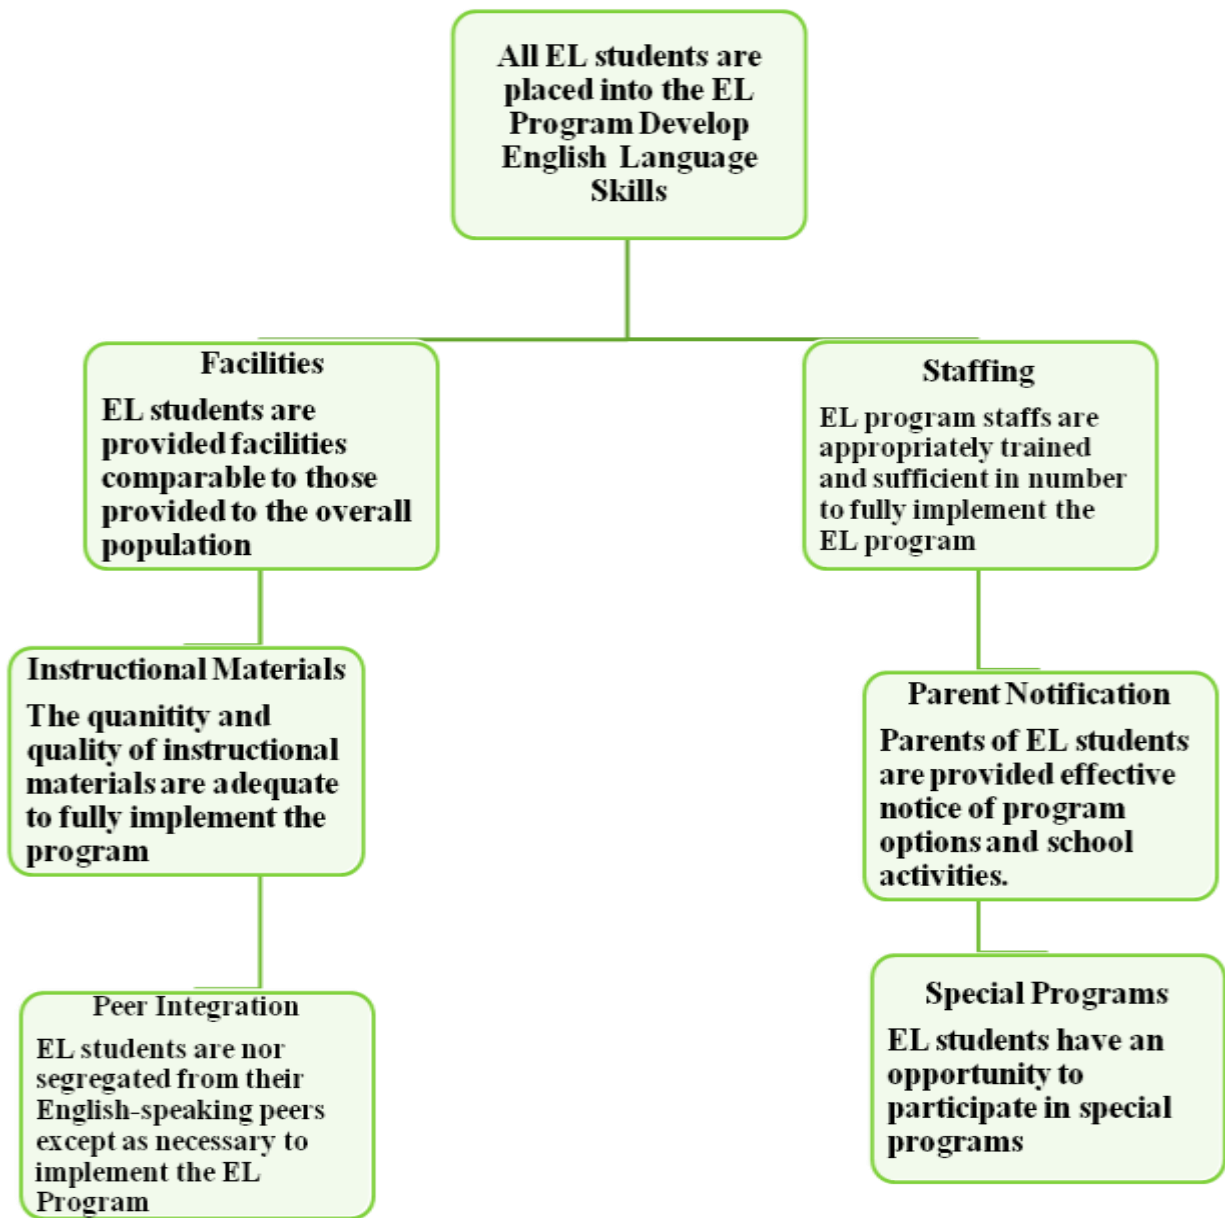 All EL students are
placed into the EL
Program Develop
English Language
Skills
Facilities
EL students are
provided facilities
comparable to those
provided to the overall
population
Staffing
EL program staffs are
appropriately trained
and sufficient in number
to fully implement the
EL program
Instructional Materials
The quanitity and
quality of instructional
materials are adequate
to fully implement the
program
Parent Notification
Parents of EL students
are provided effective
notice of program
options and school
activities.
Peer Integration
EL students are nor
segregated from their
English-speaking peers
except as necessary to
implement the EL
Program
Special Programs
EL students have an
opportunity to
participate in special
programs